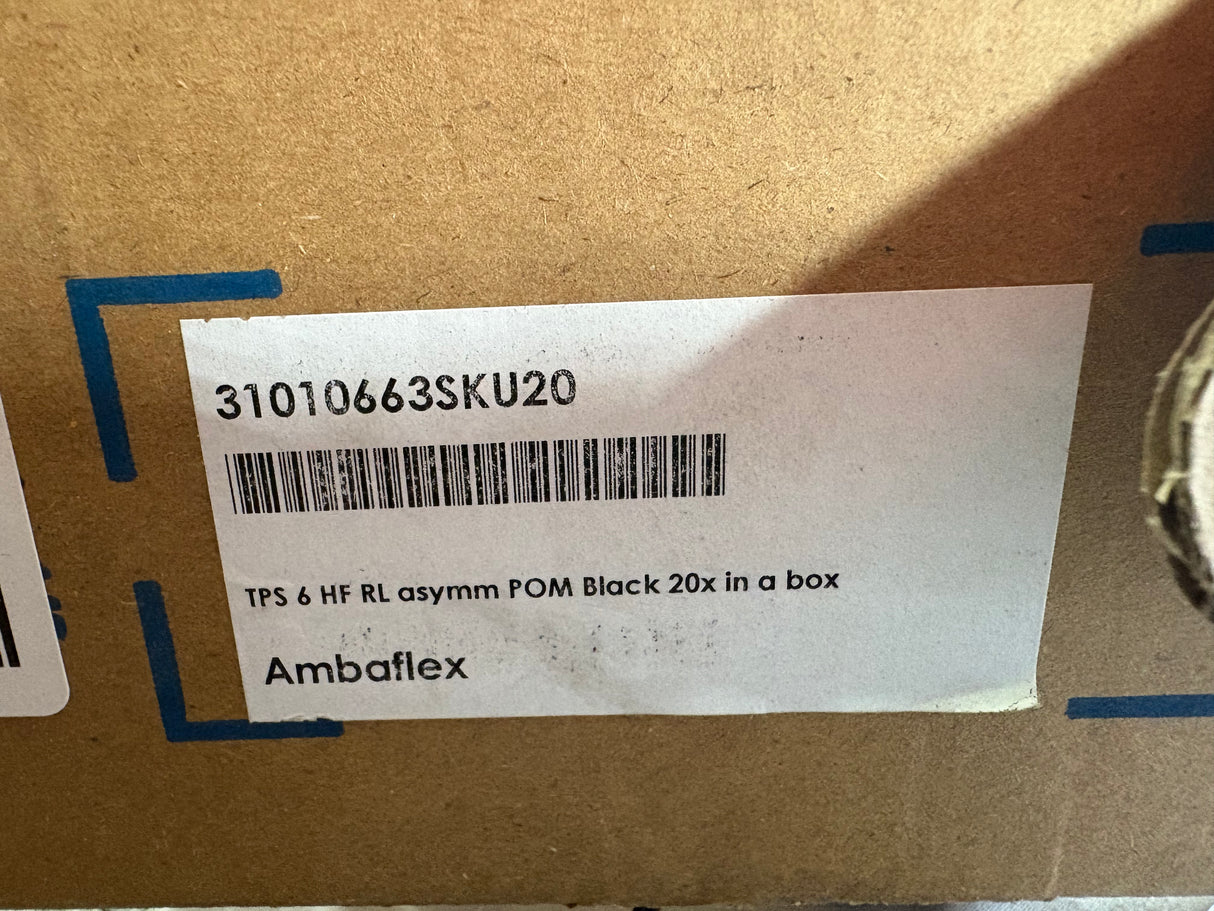 31010663SKU20
TPS 6 HF RL asymm POM Black 20x in a box
Ambaflex